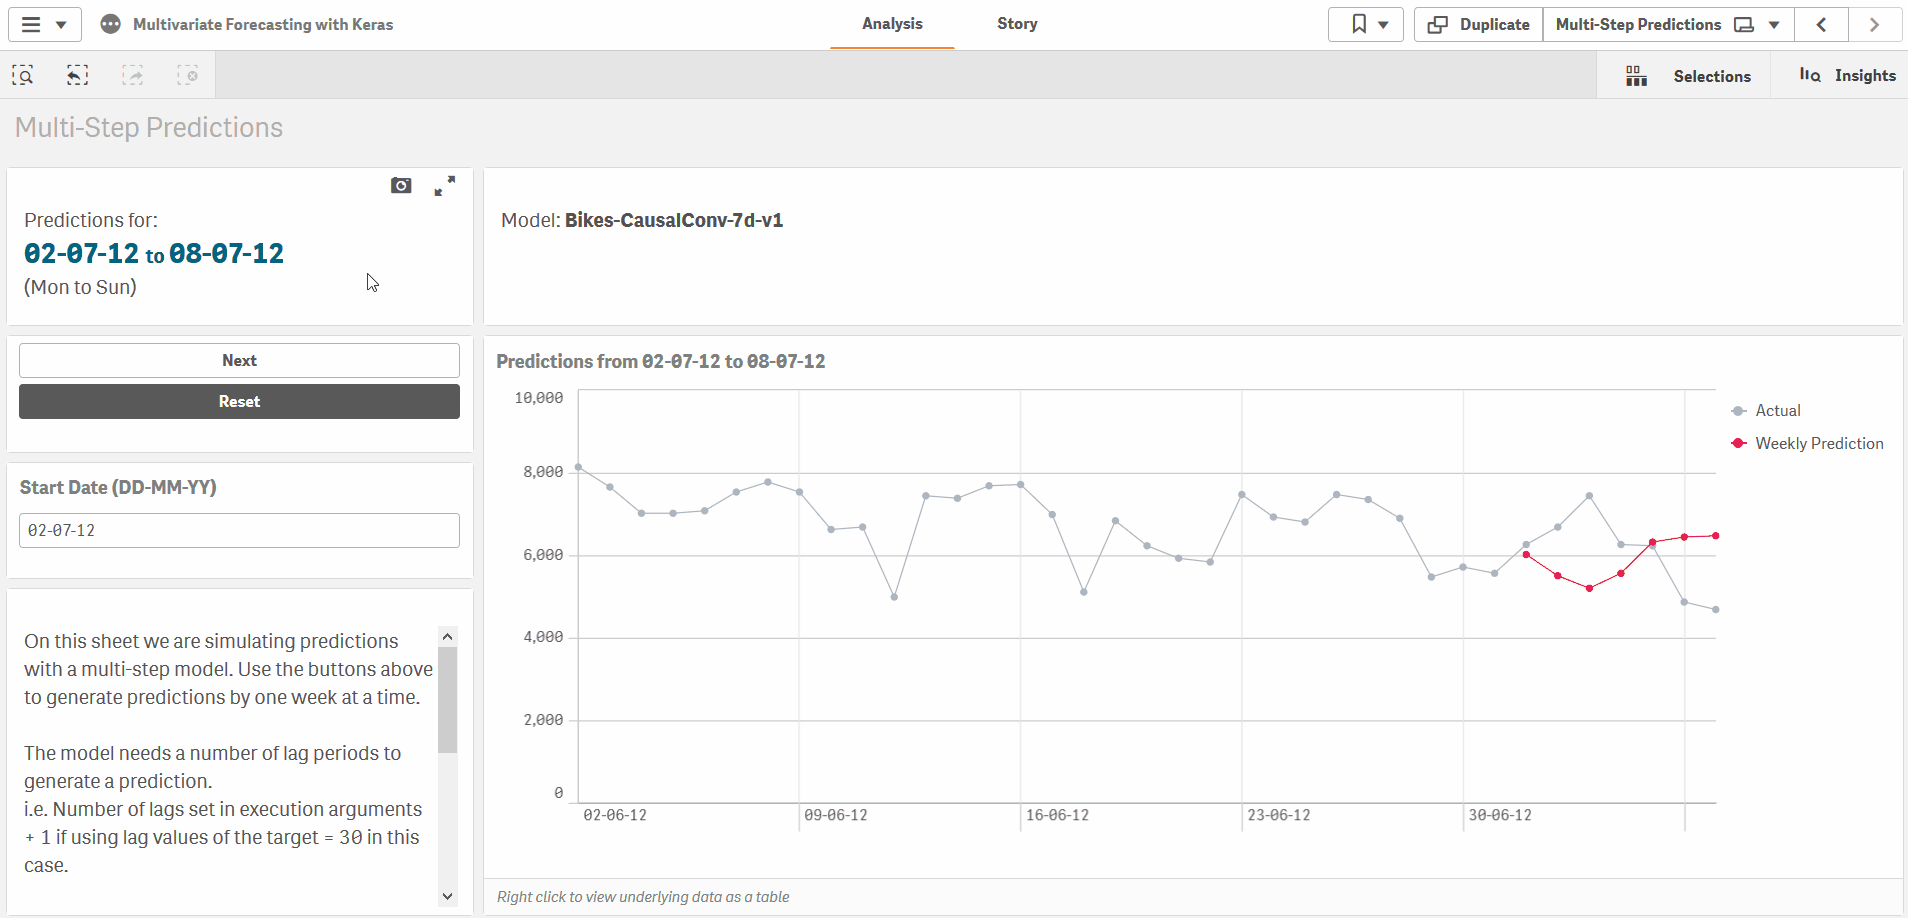 Multivariate Forecasting with Keras
Analysis
Story
Duplicate
Multi-Step Predictions
Selections
Insights
Multi-Step Predictions
Predictions for:
02-07-12 to 08-07-12
(Mon to Sun)
Model: Bikes-CausalConv-7d-v1
Next
Reset
Start Date (DD-MM-YY)
02-07-12
On this sheet we are simulating predictions
with a multi-step model. Use the buttons above
to generate predictions by one week at a time.
The model needs a number of lag periods to
generate a prediction.
i.e. Number of lags set in execution arguments
+ 1 if using lag values of the target = 30 in this
case.
Predictions from 02-07-12 to 08-07-12
10,000
8,000
6,000
4,000
2,000
0
02-06-12
09-06-12
16-06-12
23-06-12
30-06-12
Actual
Weekly Prediction
Right click to view underlying data as a table